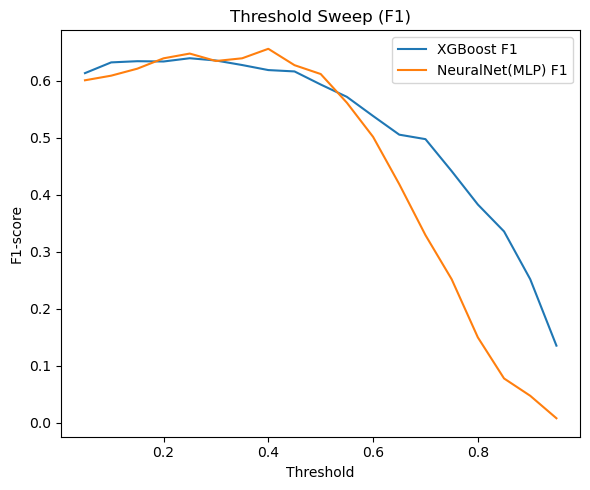 Threshold Sweep (F1)
XGBoost F1
NeuralNet(MLP) F1
F1-score
0.6
0.5
0.4
0.3
0.2
0.1
0.0
0.2 0.4 0.6 0.8
Threshold